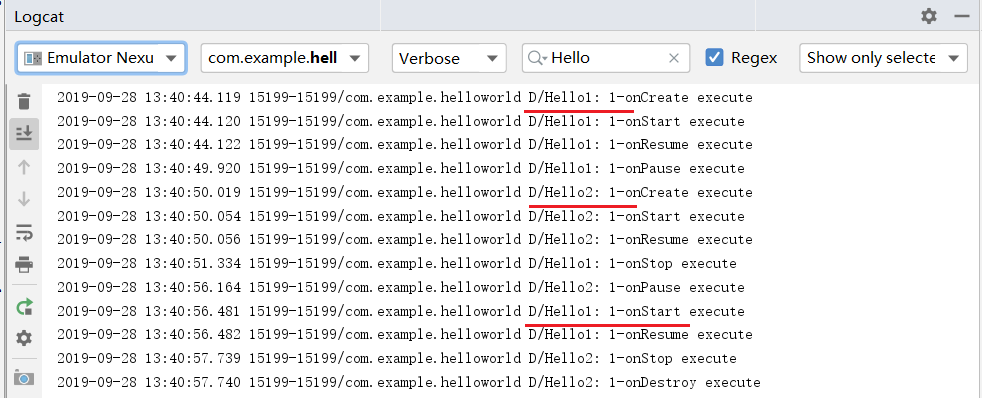 Logcat
Emulator Nexu com.example.hell Verbose Hello Regex Show only selecte
2019-09-28 13:40:44.119 15199-15199/com.example.helloworld D/Hello1: 1-onCreate execute
2019-09-28 13:40:44.120 15199-15199/com.example.helloworld D/Hello1: 1-onStart execute
2019-09-28 13:40:44.122 15199-15199/com.example.helloworld D/Hello1: 1-onResume execute
2019-09-28 13:40:49.920 15199-15199/com.example.helloworld D/Hello1: 1-onPause execute
2019-09-28 13:40:50.019 15199-15199/com.example.helloworld D/Hello2: 1-onCreate execute
2019-09-28 13:40:50.054 15199-15199/com.example.helloworld D/Hello2: 1-onStart execute
2019-09-28 13:40:50.056 15199-15199/com.example.helloworld D/Hello2: 1-onResume execute
2019-09-28 13:40:51.334 15199-15199/com.example.helloworld D/Hello1: 1-onStop execute
2019-09-28 13:40:56.164 15199-15199/com.example.helloworld D/Hello2: 1-onPause execute
2019-09-28 13:40:56.481 15199-15199/com.example.helloworld D/Hello1: 1-onStart execute
2019-09-28 13:40:56.482 15199-15199/com.example.helloworld D/Hello1: 1-onResume execute
2019-09-28 13:40:57.739 15199-15199/com.example.helloworld D/Hello2: 1-onStop execute
2019-09-28 13:40:57.740 15199-15199/com.example.helloworld D/Hello2: 1-onDestroy execute